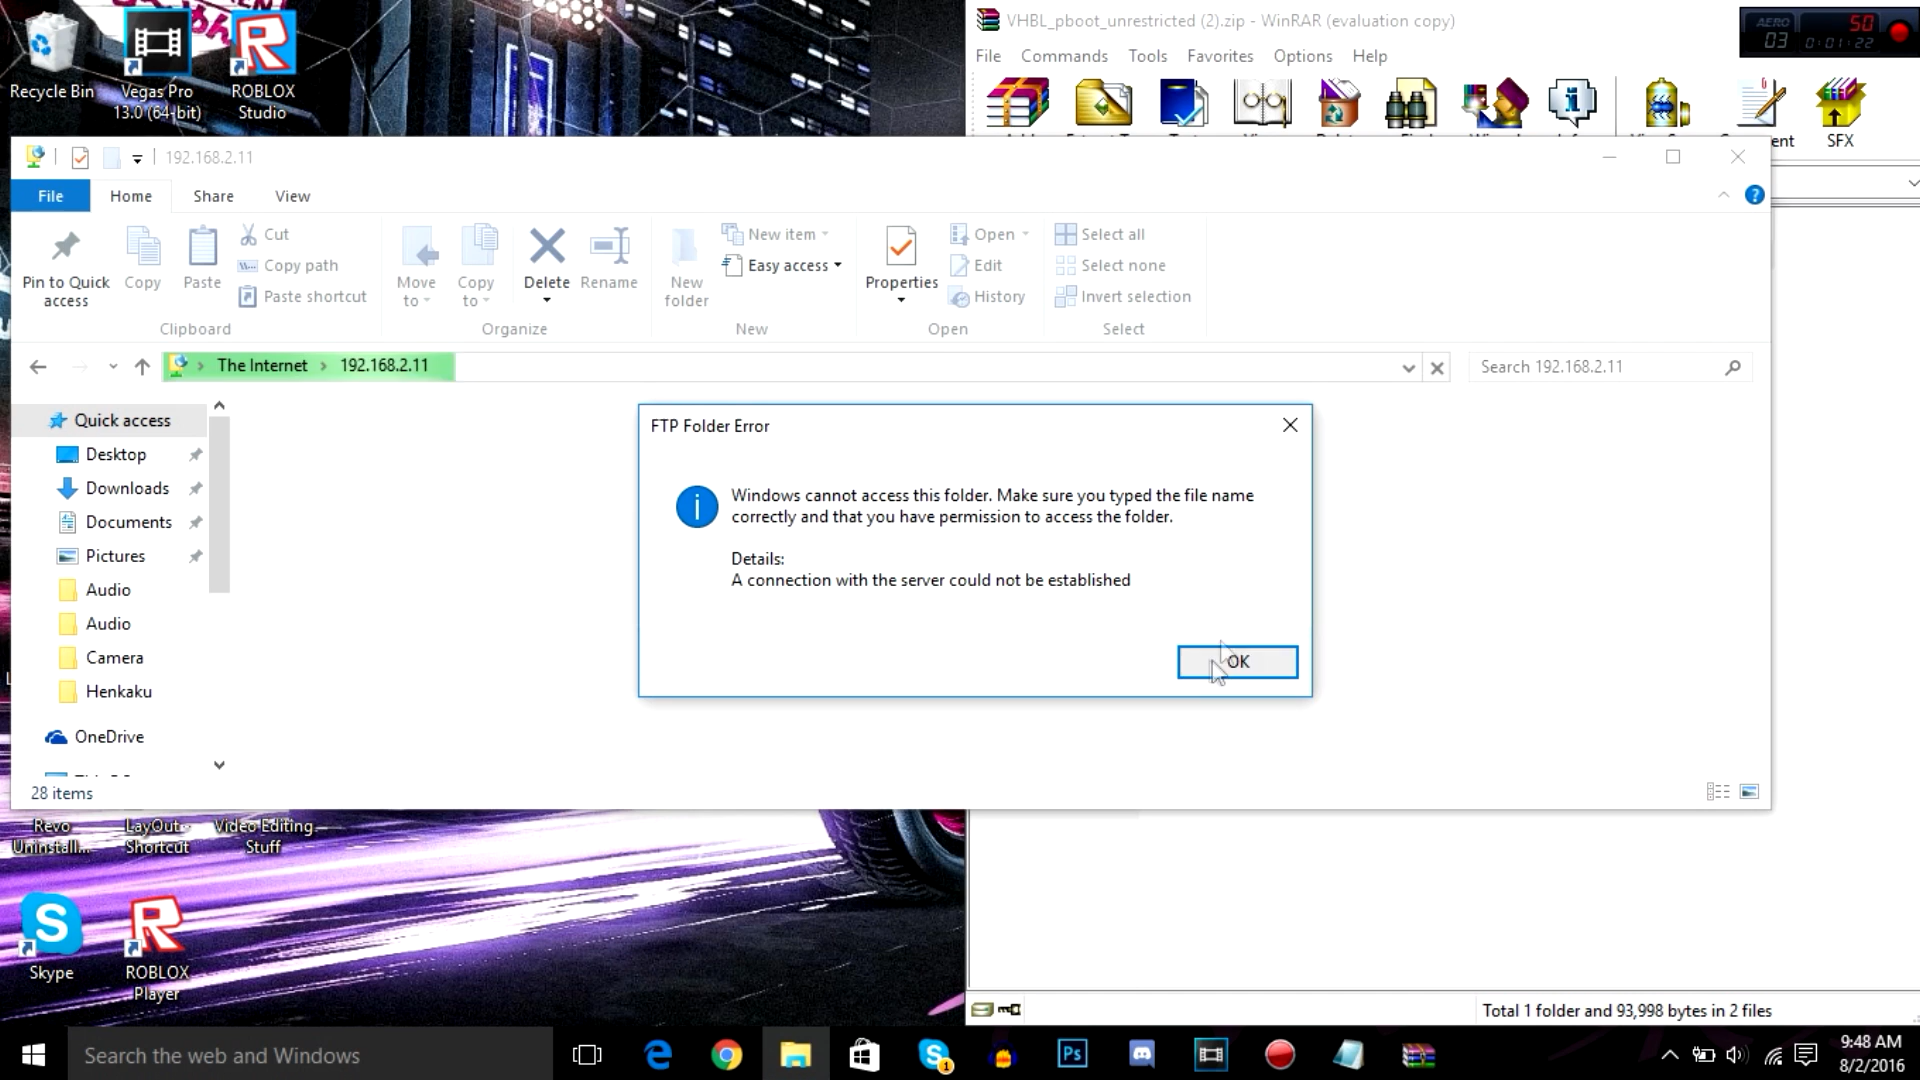 Recycle Bin
Vegas Pro
13.0 (64-bit)
ROBLOX
Studio
VHBL_pboot_unrestricted (2).zip - WinRAR (evaluation copy)
File Commands Tools Favorites Options Help
SFX
AERO
03
50
0:01:22
192.168.2.11
File Home Share View
Pin to Quick
access
Copy
Paste
Cut
Copy path
Paste shortcut
Clipboard
Move
to
Copy
to
Delete
Rename
Organize
New
folder
New item
Easy access
New
Properties
Open
Edit
History
Open
Select all
Select none
Invert selection
Select
The Internet > 192.168.2.11
Search 192.168.2.11
Quick access
Desktop
Downloads
Documents
Pictures
Audio
Audio
Camera
Henkaku
OneDrive
28 items
FTP Folder Error
Windows cannot access this folder. Make sure you typed the file name
correctly and that you have permission to access the folder.
Details:
A connection with the server could not be established
OK
Revo
Uninstall...
LayOut -
Shortcut
Video Editing
Stuff
Skype
ROBLOX
Player
Total 1 folder and 93,998 bytes in 2 files
Search the web and Windows
Ps
1
9:48 AM
8/2/2016